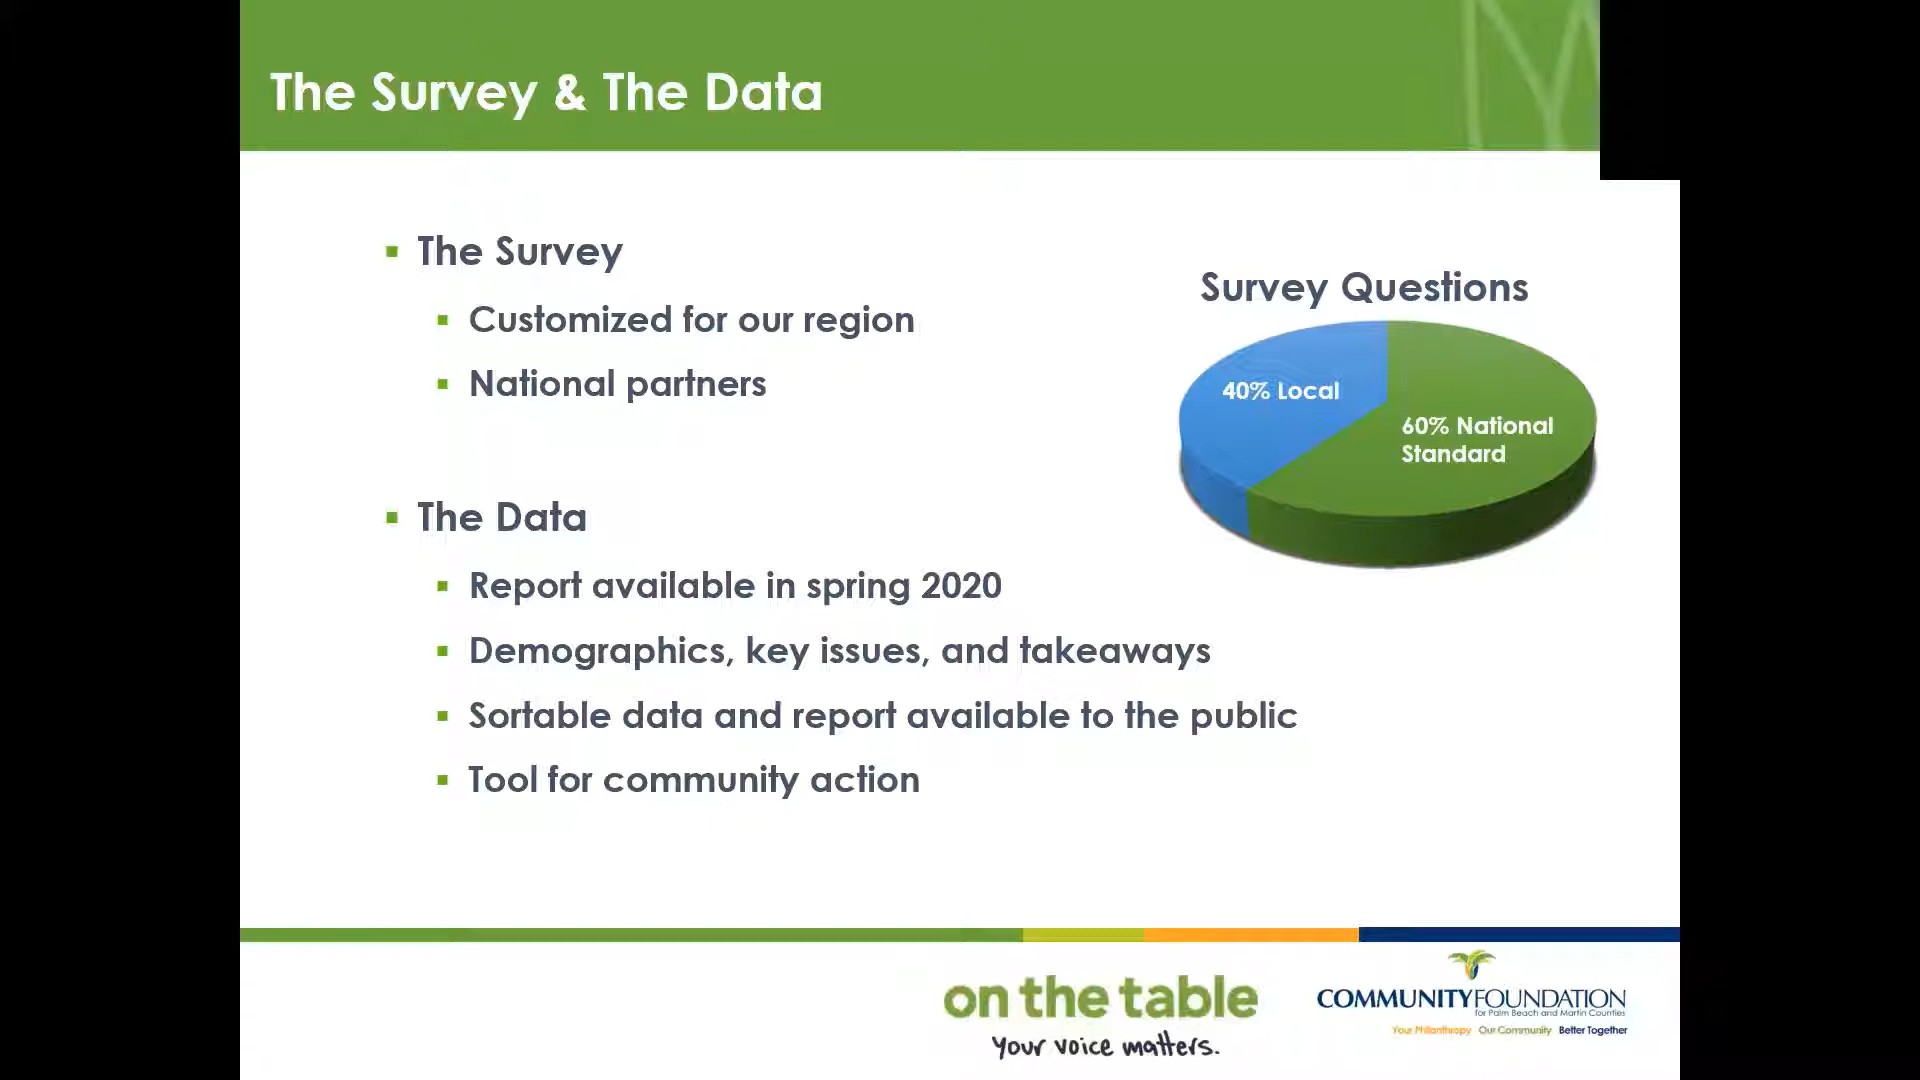 The Survey & The Data
The Survey
Customized for our region
National partners
Survey Questions
40% Local
60% National
Standard
The Data
Report available in spring 2020
Demographics, key issues, and takeaways
Sortable data and report available to the public
Tool for community action
on the table
Your voice matters.
COMMUNITYFOUNDATION
for Palm Beach and Martin Counties
Your Philanthropy Our Community Better Together